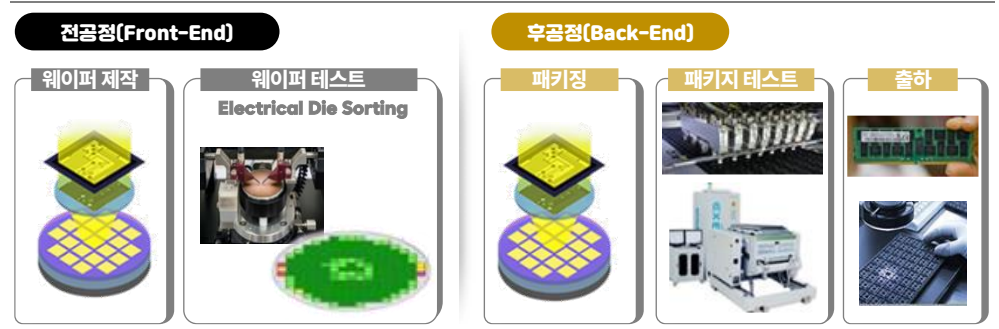 전공정(Front-End)
후공정(Back-End)
웨이퍼 제작
웨이퍼 테스트
Electrical Die Sorting
패키징
패키지 테스트
출하